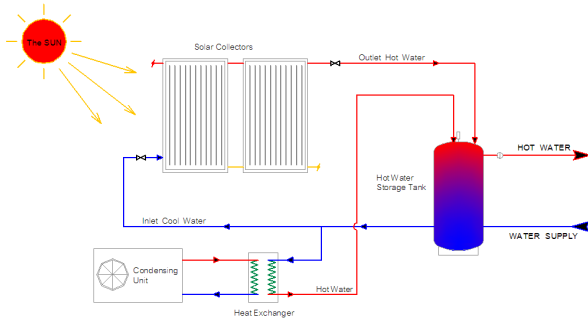 The SUN
Solar Collectors
Outlet Hot Water
HOT WATER
Hot Water
Storage Tank
Inlet Cool Water
WATER SUPPLY
Condensing
Unit
Hot Water
Heat Exchanger